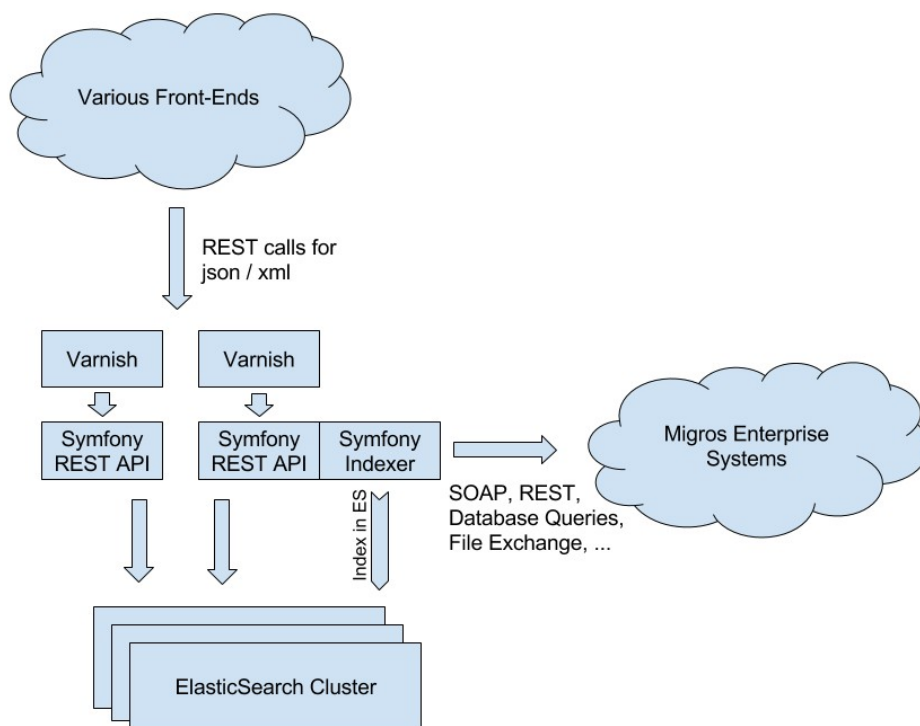 Various Front-Ends
REST calls for
json / xml
Varnish
Varnish
Symfony
REST API
Symfony
REST API
Symfony
Indexer
Migros Enterprise
Systems
SOAP, REST,
Database Queries,
File Exchange, ...
Index in ES
ElasticSearch Cluster